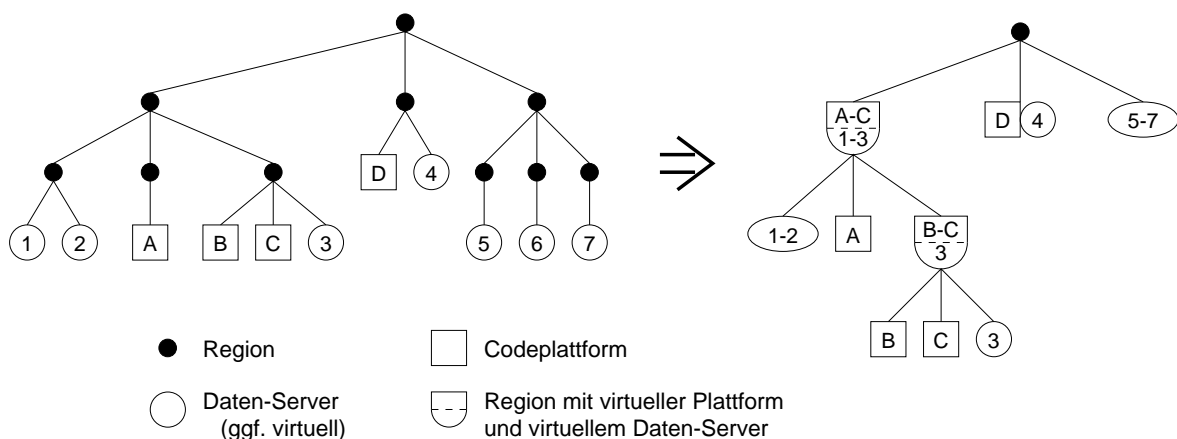 A-C
1-3
D
4
5-7
D
4
1
2
A
B
C
3
5
6
7
1-2
A
B-C
3
B
C
3
Region
Codeplattform
Daten-Server
(ggf. virtuell)
Region mit virtueller Plattform
und virtuellem Daten-Server